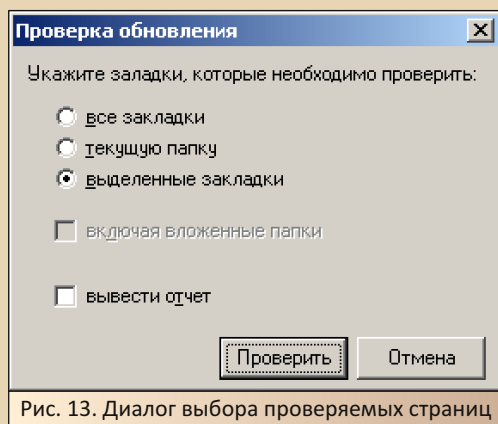 Проверка обновления
Укажите заладки, которые необходимо проверить:
все закладки
текущую папку
выделенные закладки
включая вложенные папки
вывести отчет
Проверить Отмена
Рис. 13. Диалог выбора проверяемых страниц